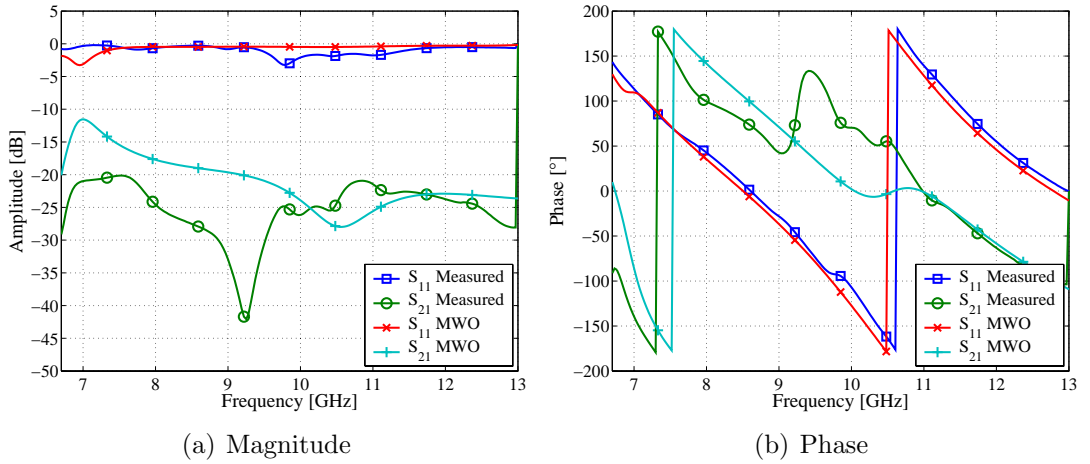 0
−5
−10
−15
−20
−25
−30
−35
−40
−45
−50
Amplitude [dB]
7 8 9 10 11 12 13
Frequency [GHz]
S11 Measured
S21 Measured
S11 MWO
S21 MWO
(a) Magnitude
200
150
100
50
0
−50
−100
−150
−200
Phase [°]
7 8 9 10 11 12 13
Frequency [GHz]
S11 Measured
S21 Measured
S11 MWO
S21 MWO
(b) Phase